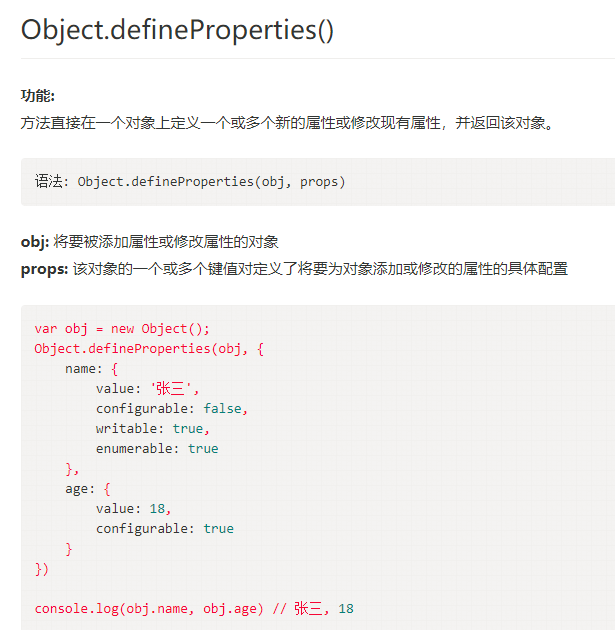 Object.defineProperties()
功能:
方法直接在一个对象上定义一个或多个新的属性或修改现有属性，并返回该对象。
语法: Object.defineProperties(obj, props)
obj: 将要被添加属性或修改属性的对象
props: 该对象的一个或多个键值对定义了将要为对象添加或修改的属性的具体配置
var obj = new Object();
Object.defineProperties(obj, {
    name: {
        value: '张三',
        configurable: false,
        writable: true,
        enumerable: true
    },
    age: {
        value: 18,
        configurable: true
    }
})
console.log(obj.name, obj.age) // 张三, 18